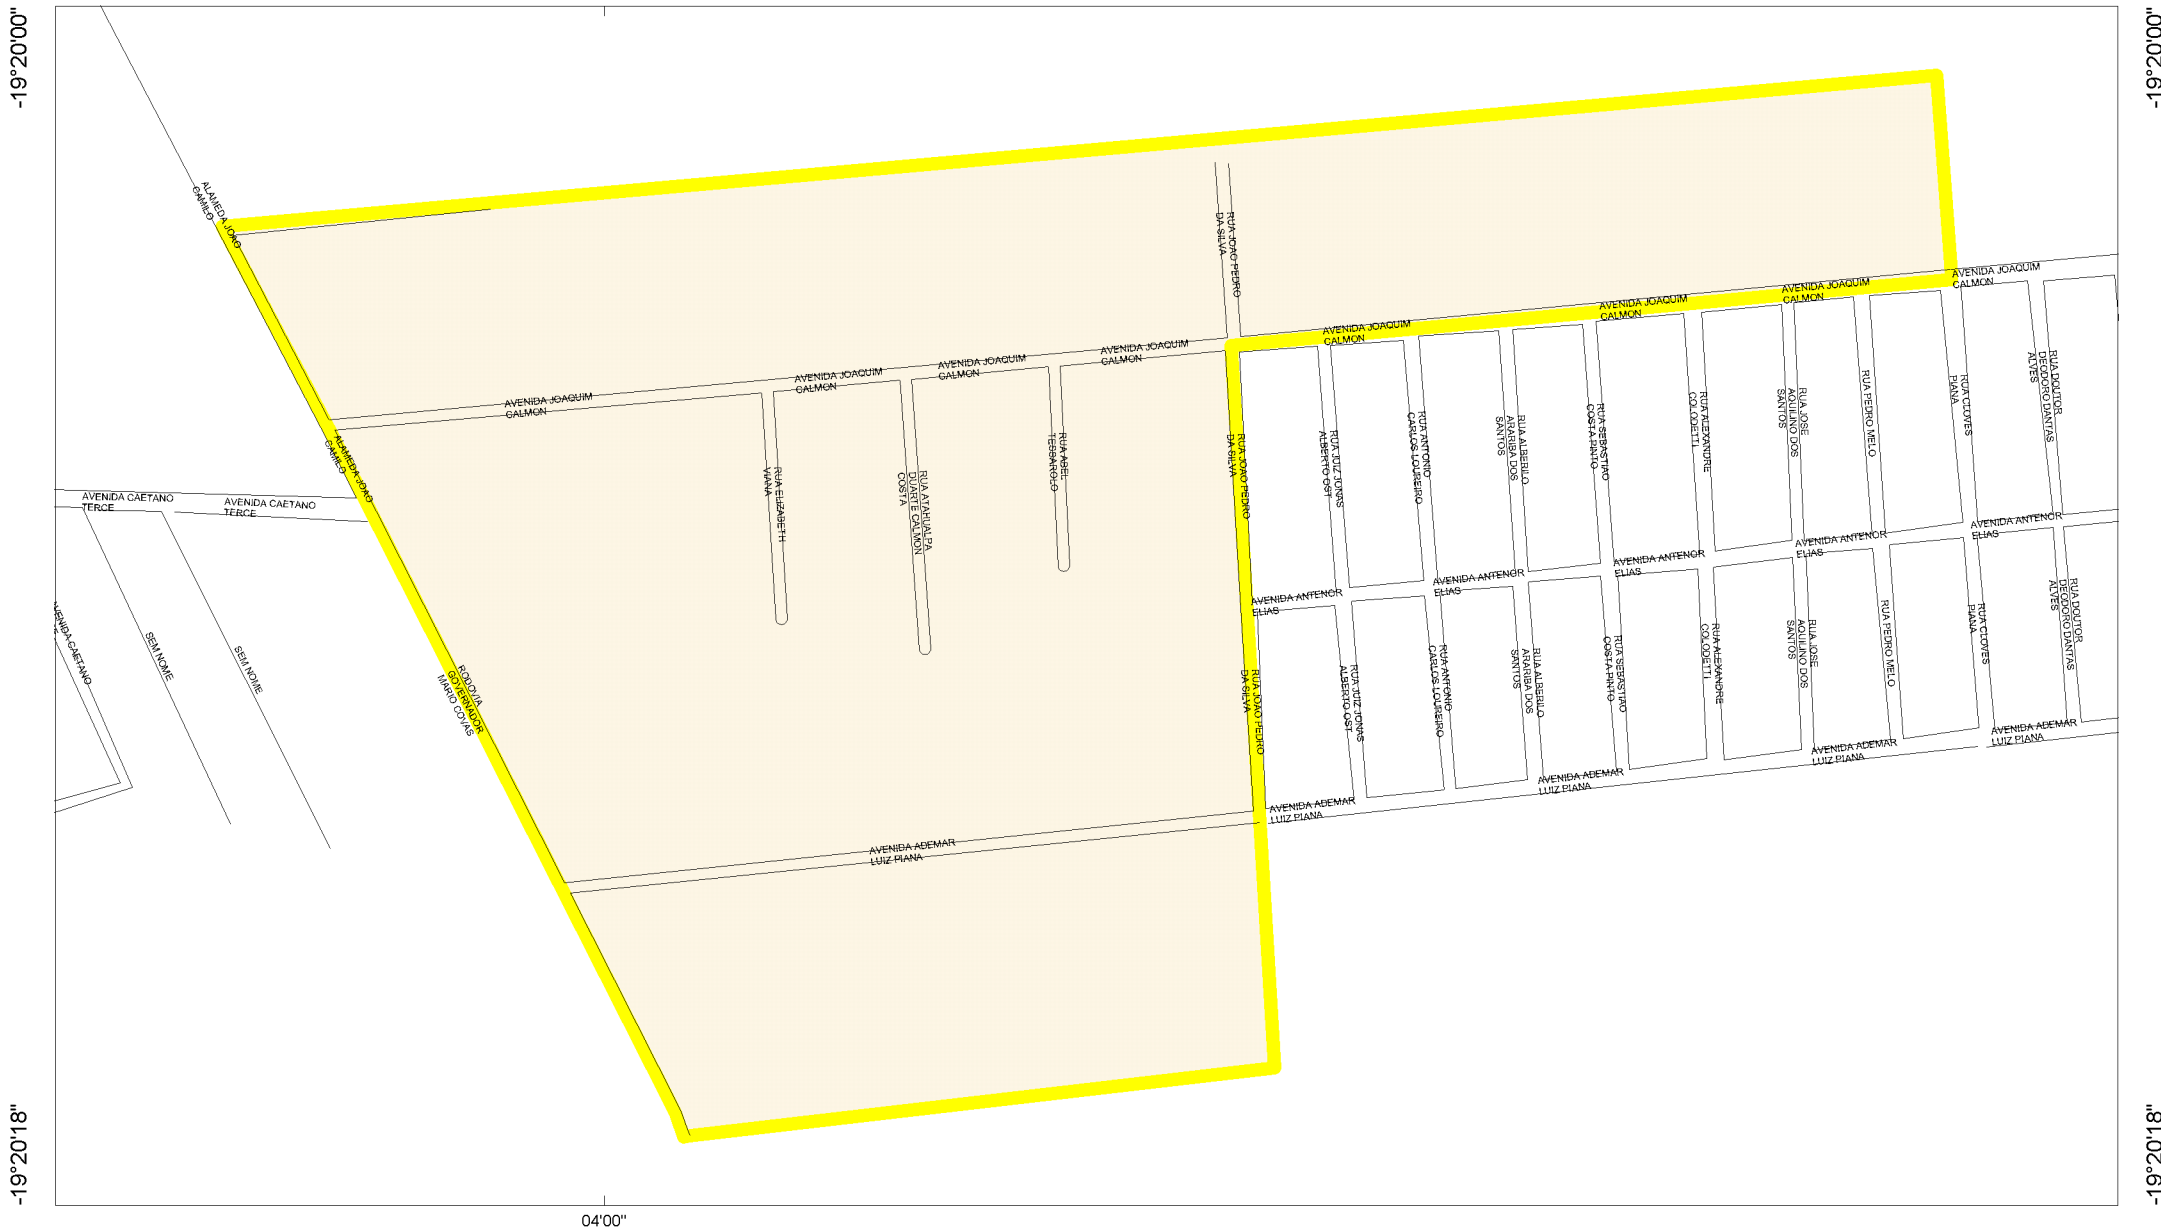 -19°20'00"
-19°20'00"
ALAMEDA JOAO
CAMILO
RUA JOAO PEDRO
DA SILVA
AVENIDA JOAQUIM
CALMON
AVENIDA JOAQUIM
CALMON
AVENIDA JOAQUIM
CALMON
AVENIDA JOAQUIM
CALMON
AVENIDA JOAQUIM
CALMON
AVENIDA JOAQUIM
CALMON
AVENIDA JOAQUIM
CALMON
AVENIDA JOAQUIM
CALMON
AVENIDA JOAQUIM
CALMON
ALAMEDA JOAO
CAMILO
AVENIDA CAETANO
TERCE
AVENIDA CAETANO
TERCE
RUA ELIZABETH
VIANA
RUA ATAHUALPA
DUARTE CALMON
COSTA
RUA ABEL
TESSAROLO
RUA JOAO PEDRO
DA SILVA
RUA JUIZ JONAS
ALBERTO OST
RUA ANTONIO
CARLOS LOUREIRO
RUA ALBERILO
ARARIBA DOS
SANTOS
RUA SEBASTIAO
COSTA PINTO
RUA ALEXANDRE
COLODETTI
RUA JOSE
AQUILINO DOS
SANTOS
RUA PEDRO MELO
RUA CLOVES
PIANA
RUA DOUTOR
DEODORO DANTAS
ALVES
AVENIDA ANTENOR
ELIAS
AVENIDA ANTENOR
ELIAS
AVENIDA ANTENOR
ELIAS
AVENIDA ANTENOR
ELIAS
AVENIDA ANTENOR
ELIAS
AVENIDA CAETANO
SEM NOME
SEM NOME
RODOVIA
GOVERNADOR
MARIO COVAS
RUA JOAO PEDRO
DA SILVA
RUA JUIZ JONAS
ALBERTO OST
RUA ANTONIO
CARLOS LOUREIRO
RUA ALBERILO
ARARIBA DOS
SANTOS
RUA SEBASTIAO
COSTA PINTO
RUA ALEXANDRE
COLODETTI
RUA JOSE
AQUILINO DOS
SANTOS
RUA PEDRO MELO
RUA CLOVES
PIANA
RUA DOUTOR
DEODORO DANTAS
ALVES
AVENIDA ADEMAR
LUIZ PIANA
AVENIDA ADEMAR
LUIZ PIANA
AVENIDA ADEMAR
LUIZ PIANA
AVENIDA ADEMAR
LUIZ PIANA
AVENIDA ADEMAR
LUIZ PIANA
-19°20'18"
-19°20'18"
04'00"